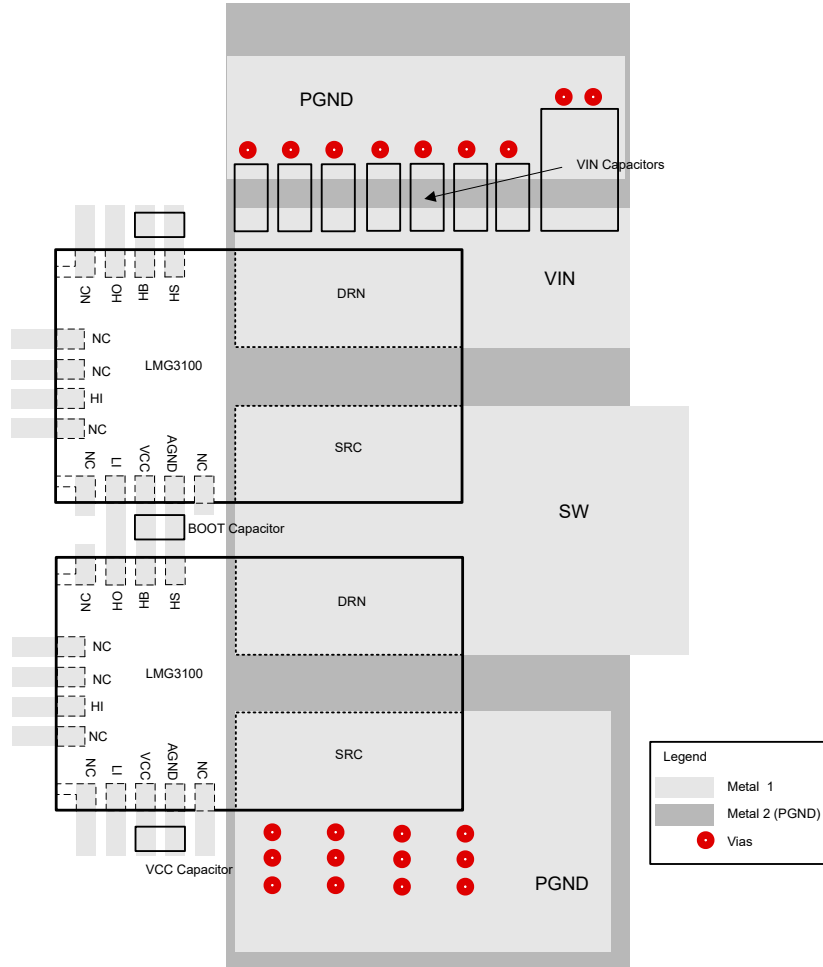 PGND
VIN Capacitors
VIN
NC
HO
HB
HS
DRN
NC
NC
HI
NC
LMG3100
NC
LI
VCC
AGND
NC
SRC
SW
BOOT Capacitor
NC
HO
HB
HS
DRN
NC
NC
HI
NC
LMG3100
NC
LI
VCC
AGND
NC
SRC
VCC Capacitor
PGND
Legend
Metal 1
Metal 2 (PGND)
Vias